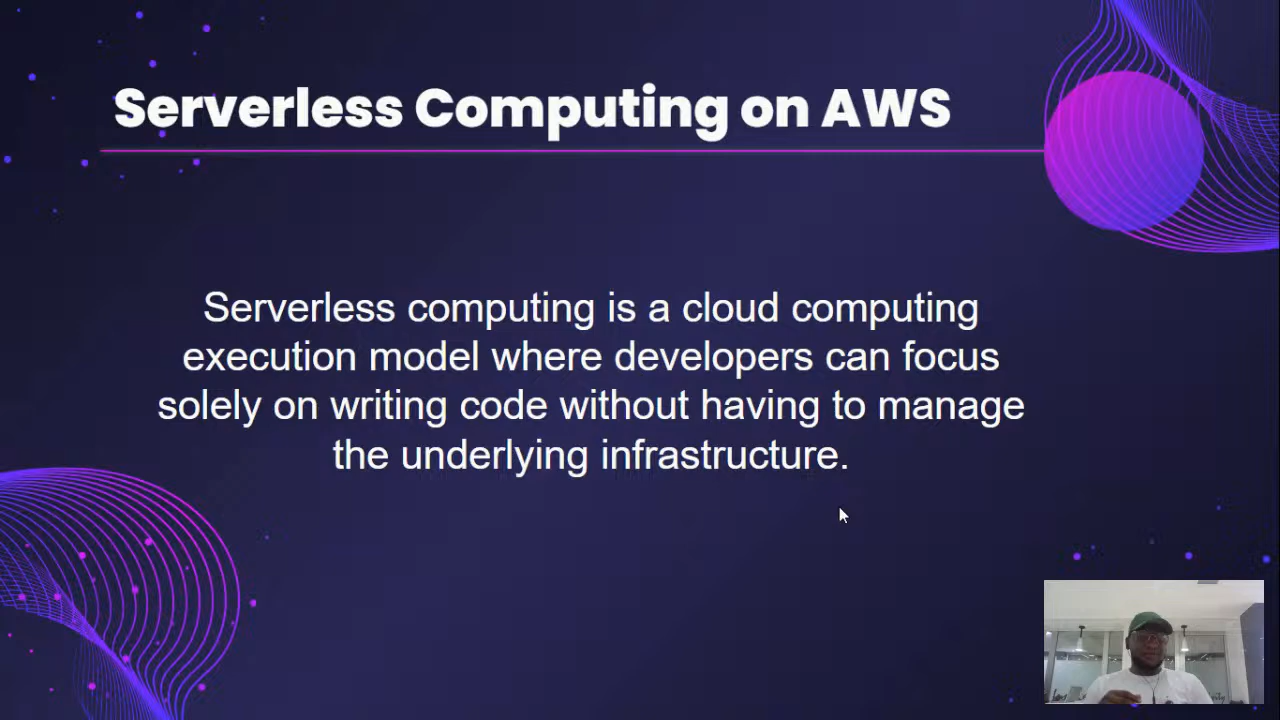 Serverless Computing on AWS
Serverless computing is a cloud computing
execution model where developers can focus
solely on writing code without having to manage
the underlying infrastructure.